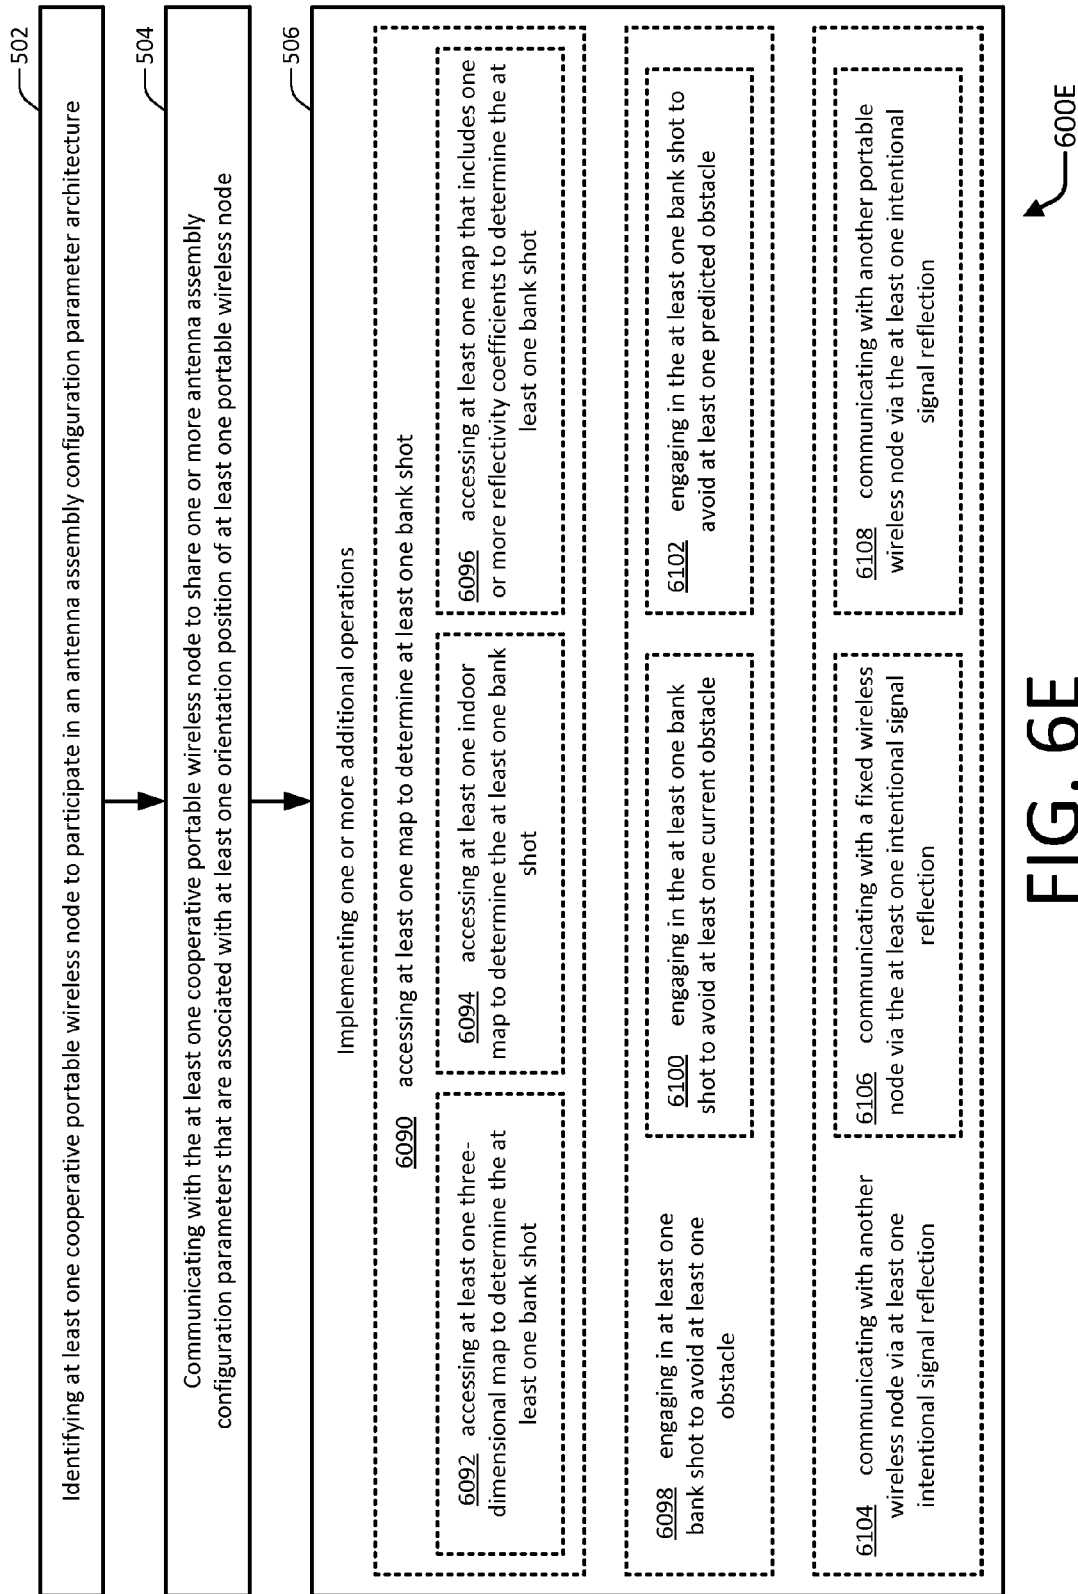 502
Identifying at least one cooperative portable wireless node to participate in an antenna assembly configuration parameter architecture
504
Communicating with the at least one cooperative portable wireless node to share one or more antenna assembly
configuration parameters that are associated with at least one orientation position of at least one portable wireless node
506
Implementing one or more additional operations
6090 accessing at least one map to determine at least one bank shot
6092 accessing at least one three-
dimensional map to determine the at
least one bank shot
6094 accessing at least one indoor
map to determine the at least one bank
shot
6096 accessing at least one map that includes one
or more reflectivity coefficients to determine the at
least one bank shot
6098 engaging in at least one
bank shot to avoid at least one
obstacle
6100 engaging in the at least one bank
shot to avoid at least one current obstacle
6102 engaging in the at least one bank shot to
avoid at least one predicted obstacle
6104 communicating with another
wireless node via at least one
intentional signal reflection
6106 communicating with a fixed wireless
node via the at least one intentional signal
reflection
6108 communicating with another portable
wireless node via the at least one intentional
signal reflection
600E
FIG. 6E